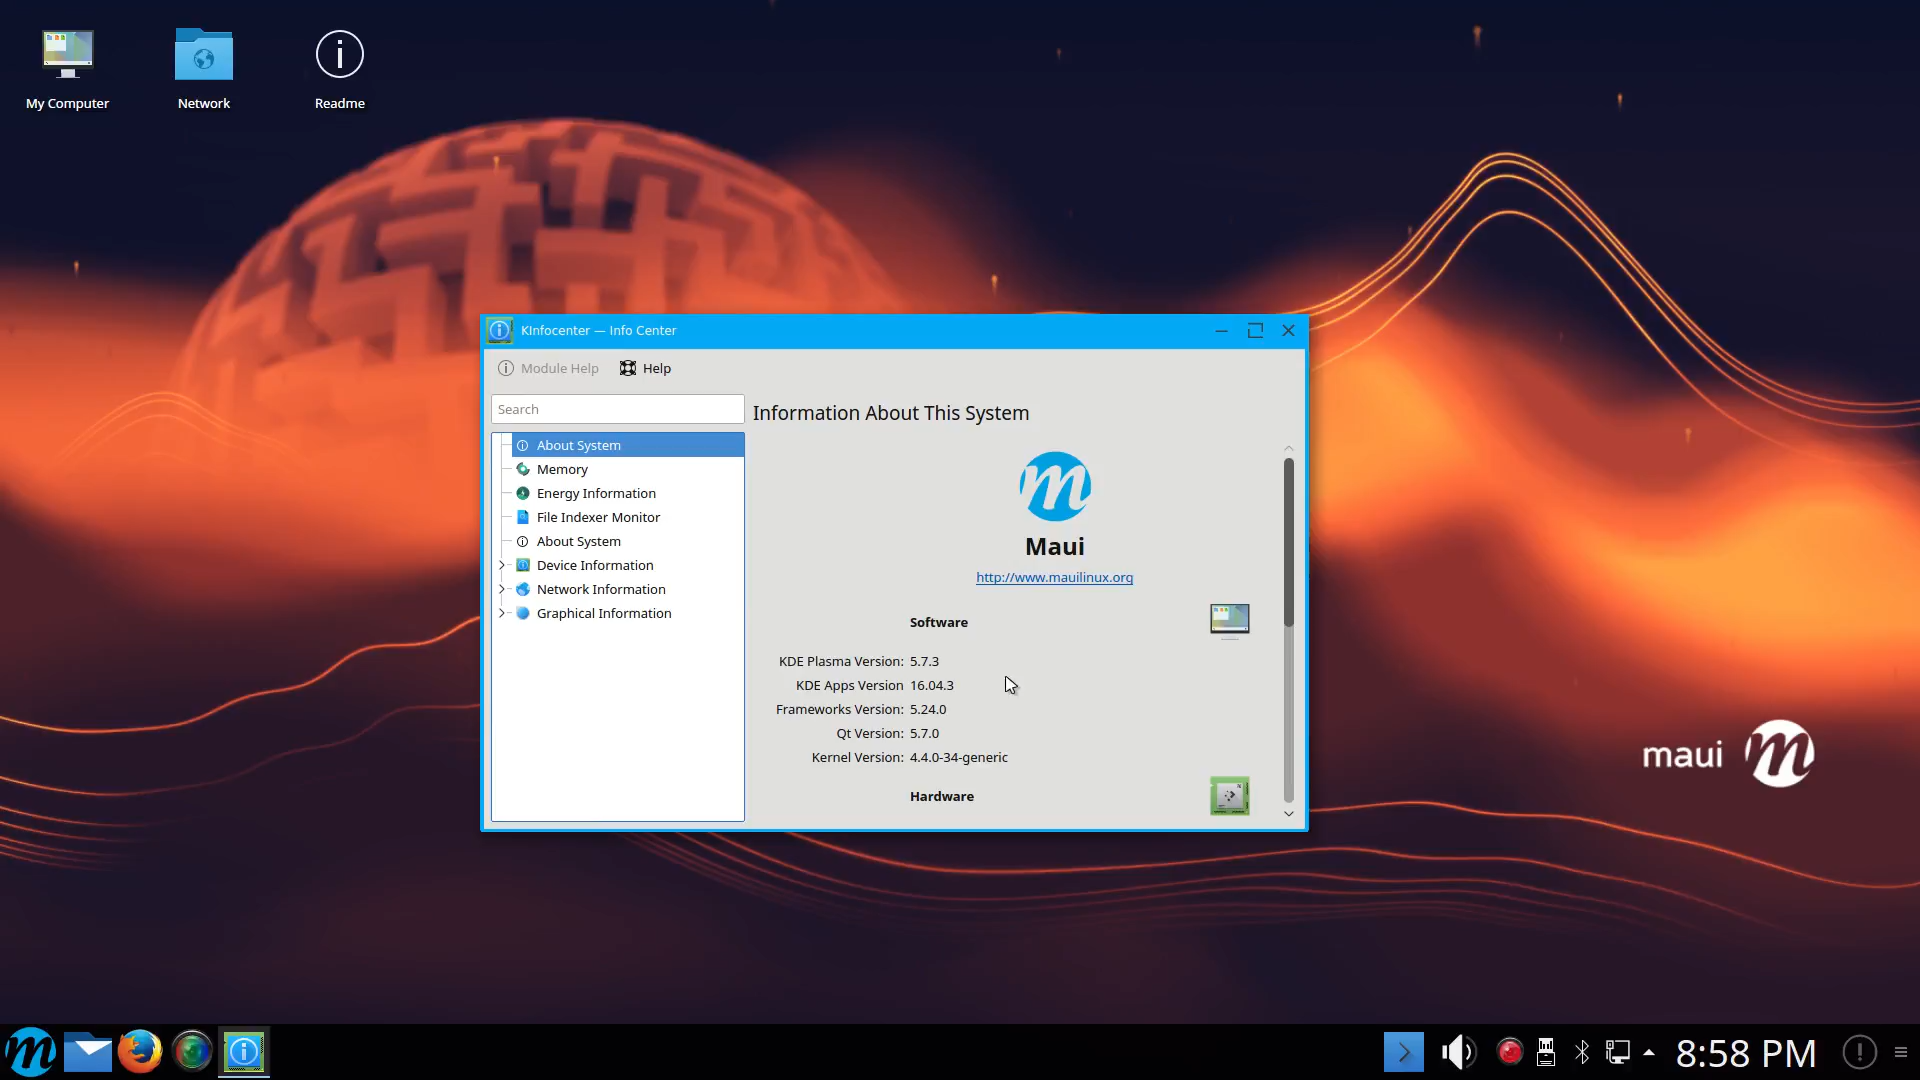 My Computer
Network
Readme
KInfocenter — Info Center
Module Help
Help
Search
Information About This System
About System
Memory
Energy Information
File Indexer Monitor
About System
Device Information
Network Information
Graphical Information
m
Maui
http://www.mauilinux.org
Software
KDE Plasma Version: 5.7.3
KDE Apps Version 16.04.3
Frameworks Version: 5.24.0
Qt Version: 5.7.0
Kernel Version: 4.4.0-34-generic
Hardware
maui m
m
8:58 PM